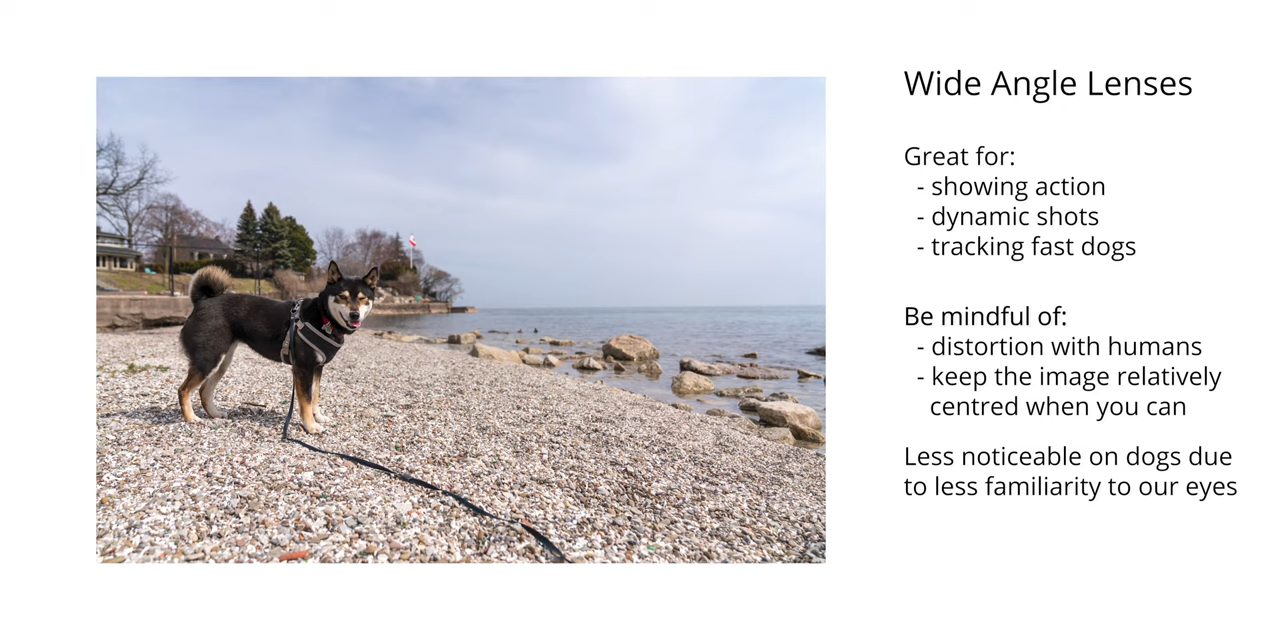 Wide Angle Lenses
Great for:
- showing action
- dynamic shots
- tracking fast dogs
Be mindful of:
- distortion with humans
- keep the image relatively
centred when you can
Less noticeable on dogs due
to less familiarity to our eyes